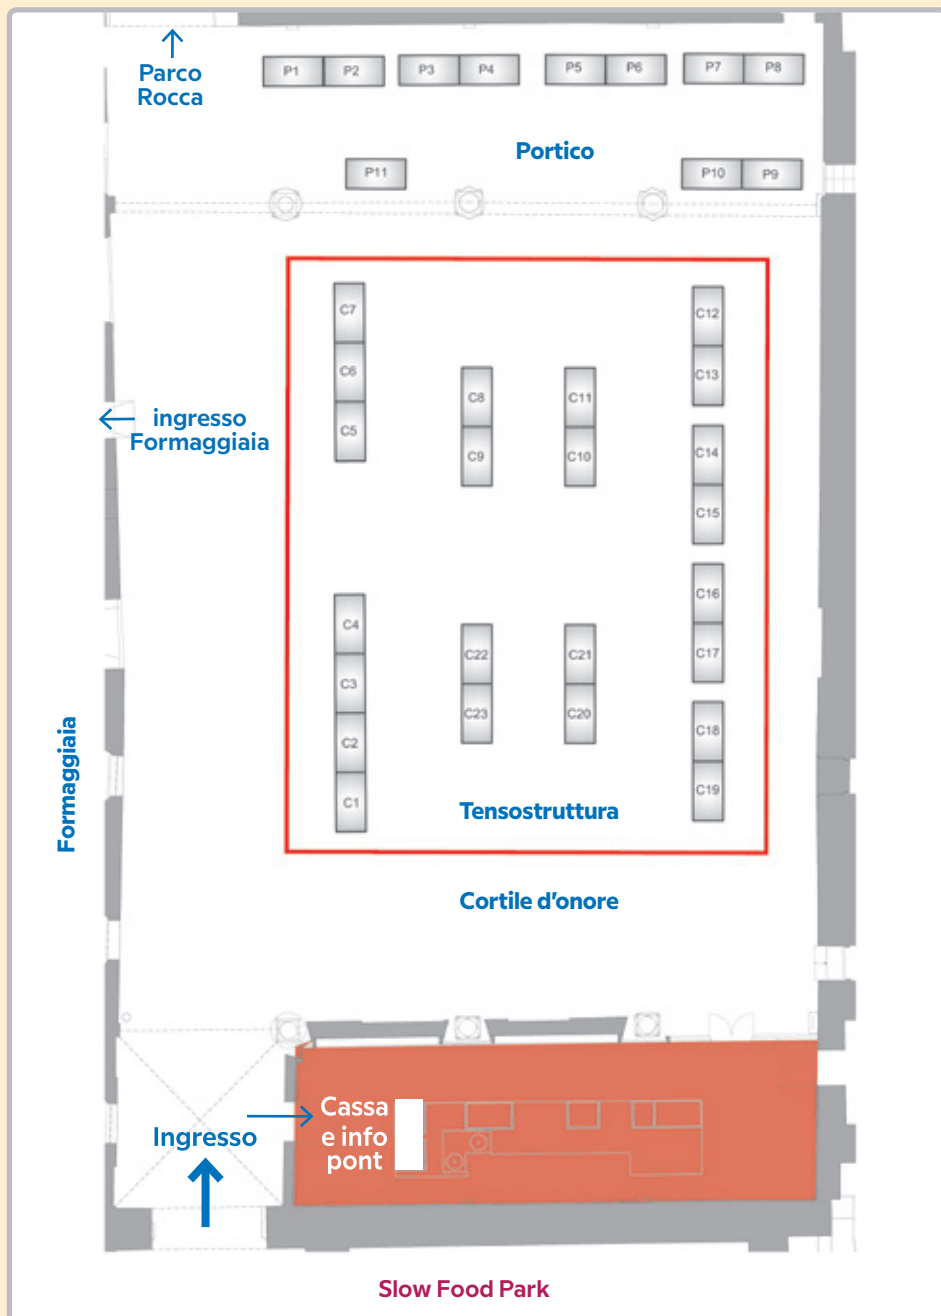 Parco
Rocca
P1 P2 P3 P4 P5 P6 P7 P8
Portico
P11 P10 P9
C7 C12
C6 C13
C5
C8 C11
C9 C10
ingresso
Formaggiaia
C14
C15
C4 C16
C3 C17
C2
C1
C22 C21
C23 C20
C18
C19
Formaggiaia
Tensostruttura
Cortile d'onore
Cassa
e info
pont
Ingresso
Slow Food Park